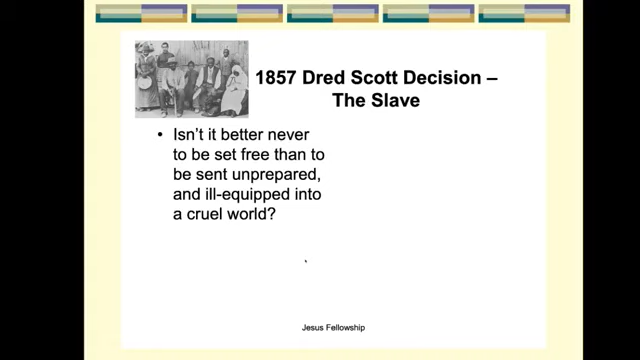 1857 Dred Scott Decision –
The Slave
• Isn't it better never
to be set free than to
be sent unprepared,
and ill-equipped into
a cruel world?
Jesus Fellowship